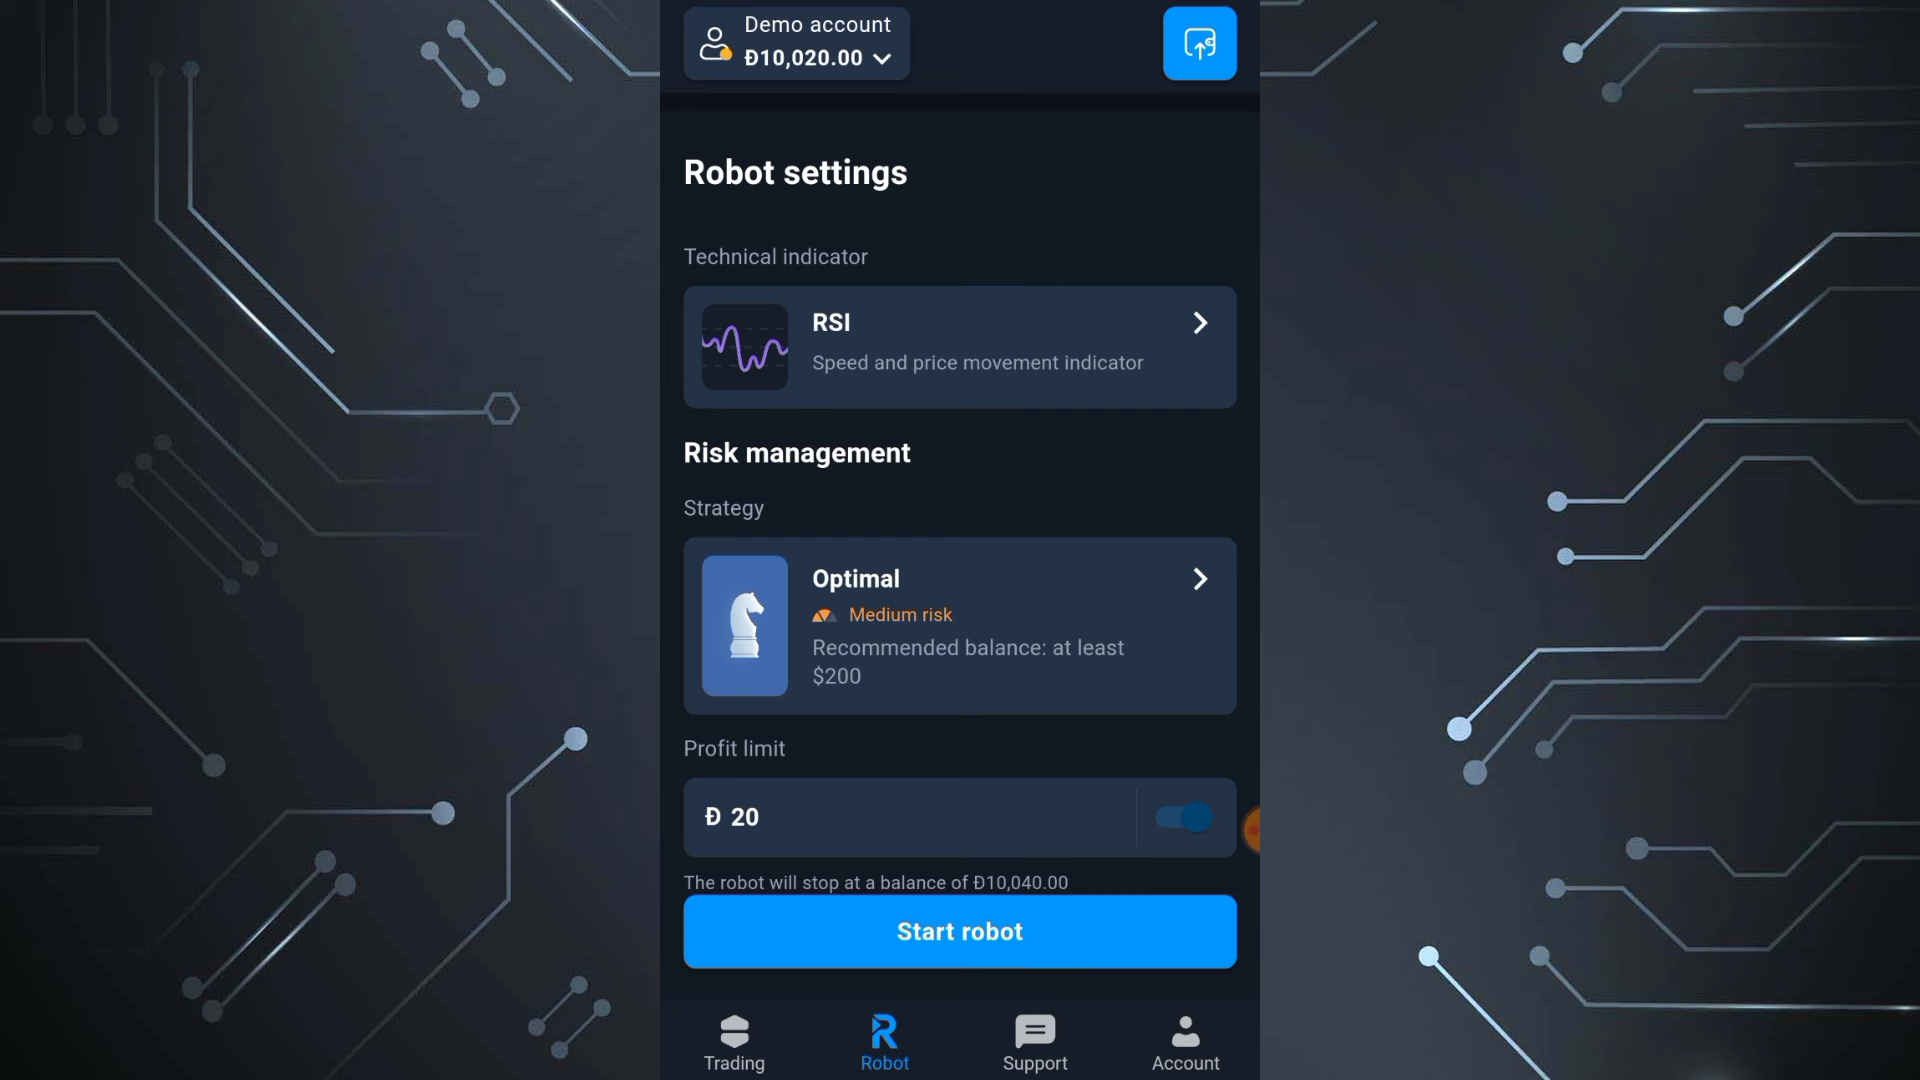 Demo account
Đ10,020.00
Robot settings
Technical indicator
RSI
Speed and price movement indicator
Risk management
Strategy
Optimal
Medium risk
Recommended balance: at least
$200
Profit limit
Đ 20
The robot will stop at a balance of Đ10,040.00
Start robot
Trading
Robot
Support
Account